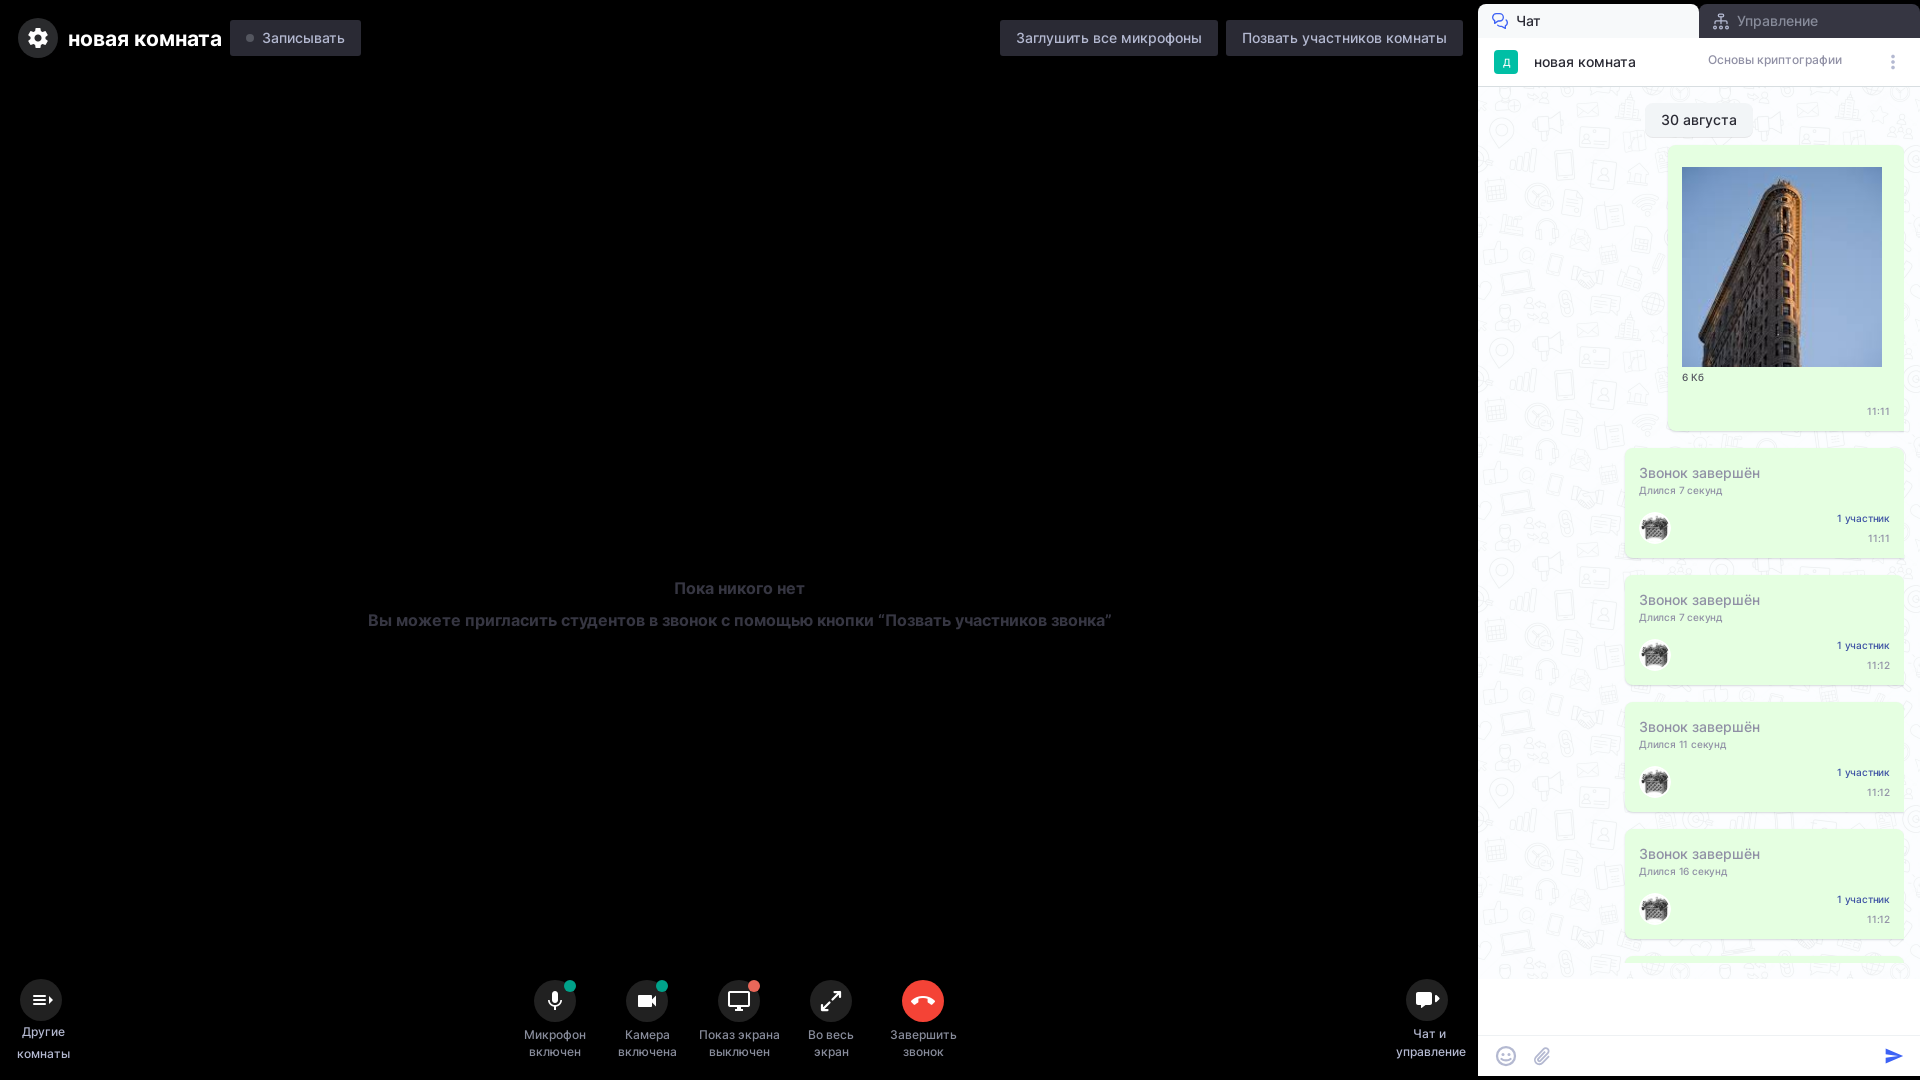 новая комната
Записывать
Заглушить все микрофоны
Позвать участников комнаты
Чат
Управление
Д
новая комната
Основы криптографии
30 августа
6 Кб
11:11
Звонок завершён
Длился 7 секунд
1 участник
11:11
Звонок завершён
Длился 7 секунд
1 участник
11:12
Звонок завершён
Длился 11 секунд
1 участник
11:12
Звонок завершён
Длился 16 секунд
1 участник
11:12
Пока никого нет
Вы можете пригласить студентов в звонок с помощью кнопки “Позвать участников звонка”
Другие
комнаты
Микрофон
включен
Камера
включена
Показ экрана
выключен
Во весь
экран
Завершить
звонок
Чат и
управление